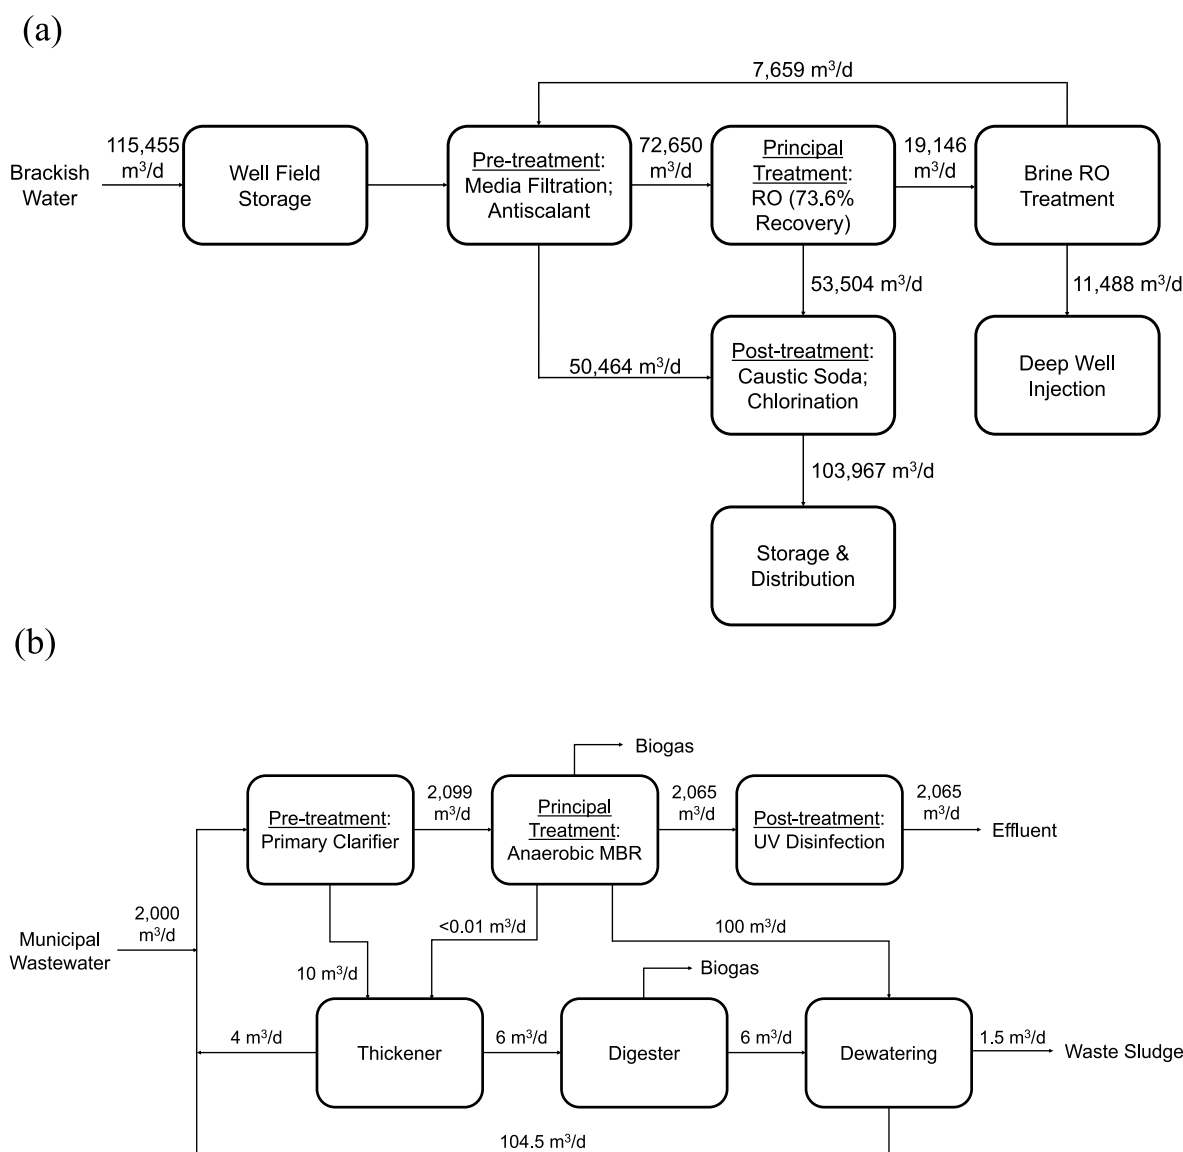 (a)
7,659 m³/d
115,455
m³/d
Brackish
Water
Well Field
Storage
Pre-treatment:
Media Filtration;
Antiscalant
72,650
m³/d
Principal
Treatment:
RO (73.6%
Recovery)
19,146
m³/d
Brine RO
Treatment
53,504 m³/d
11,488 m³/d
50,464 m³/d
Post-treatment:
Caustic Soda;
Chlorination
Deep Well
Injection
103,967 m³/d
Storage &
Distribution
(b)
Biogas
Pre-treatment:
Primary Clarifier
2,099
m³/d
Principal
Treatment:
Anaerobic MBR
2,065
m³/d
Post-treatment:
UV Disinfection
2,065
m³/d
Effluent
2,000
m³/d
Municipal
Wastewater
<0.01 m³/d
100 m³/d
10 m³/d
Biogas
4 m³/d
Thickener
6 m³/d
Digester
6 m³/d
Dewatering
1.5 m³/d
Waste Sludge
104.5 m³/d